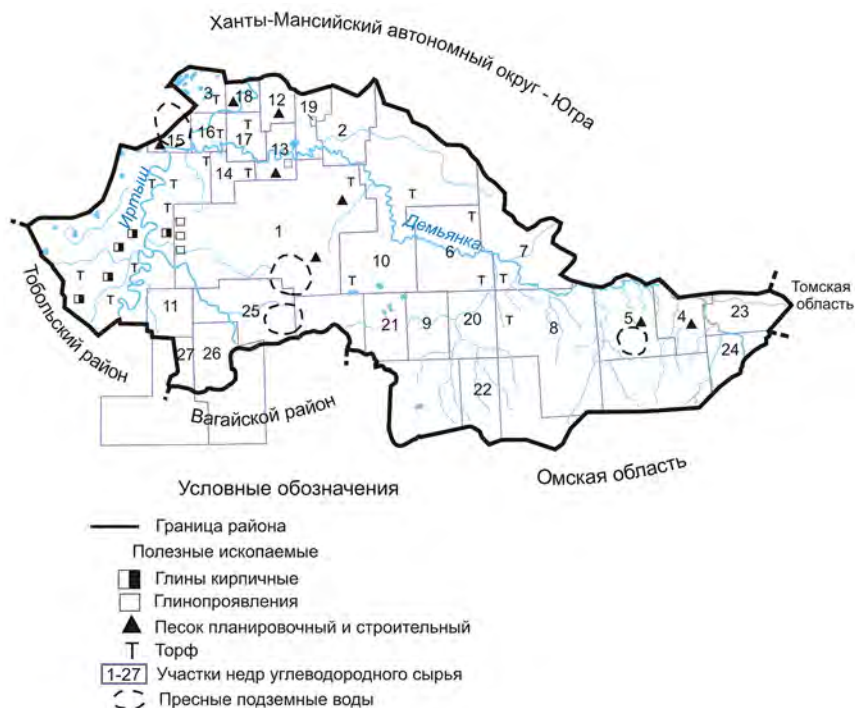 Ханты-Мансийский автономный округ - Югра
3 Т 18 12 19
2
15 16 Т 17 Т 13
Т 14 Т
Т Т Т Т
Иртыш Т 1 Демьянка Т
10 6 7
Т Т Т Т Т
Томская область
11 25 21 9 20 Т 8 5 4 23
24
27 26 22
Тобольский район
Вагайской район
Омская область
Условные обозначения
Граница района
Полезные ископаемые
Глины кирпичные
Глинопроявления
Песок планировочный и строительный
Т Торф
1-27 Участки недр углеводородного сырья
Пресные подземные воды